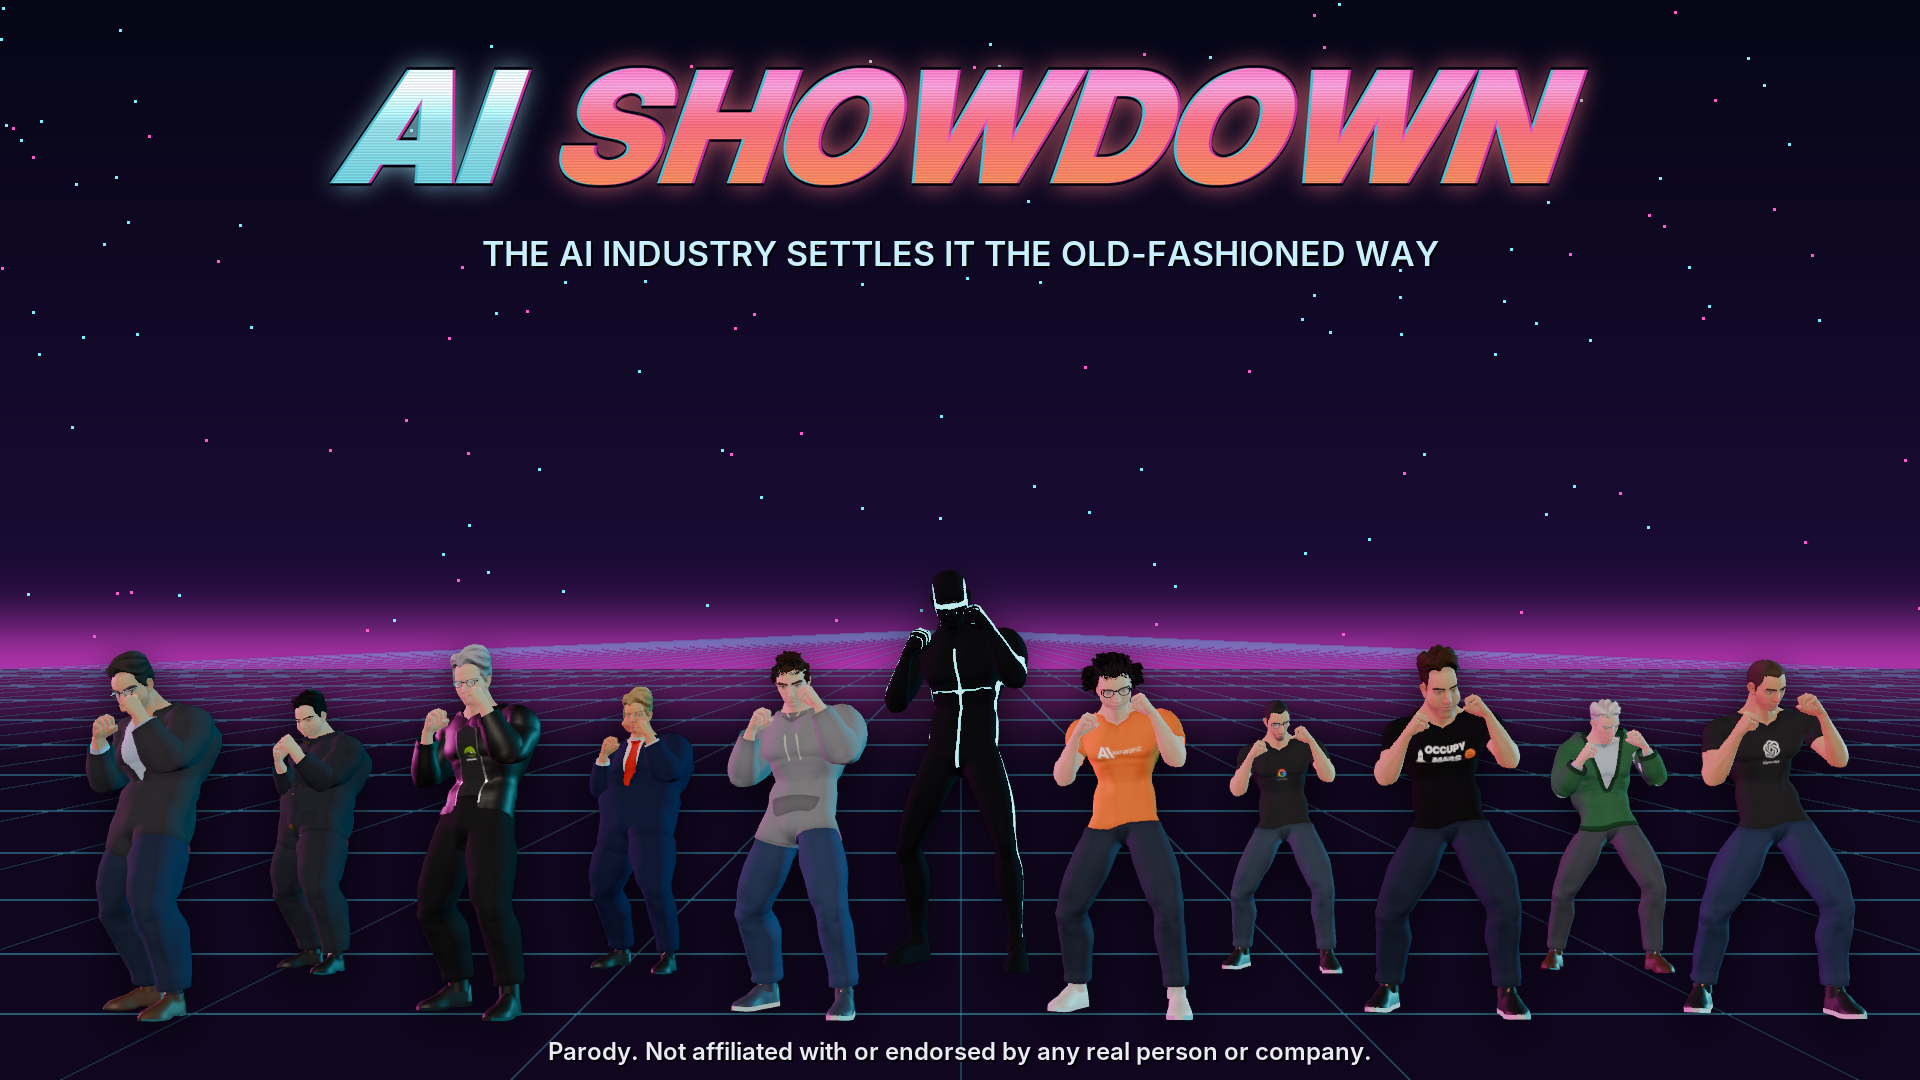 AI SHOWDOWN
THE AI INDUSTRY SETTLES IT THE OLD-FASHIONED WAY
OCCUPY
MARS
Parody. Not affiliated with or endorsed by any real person or company.